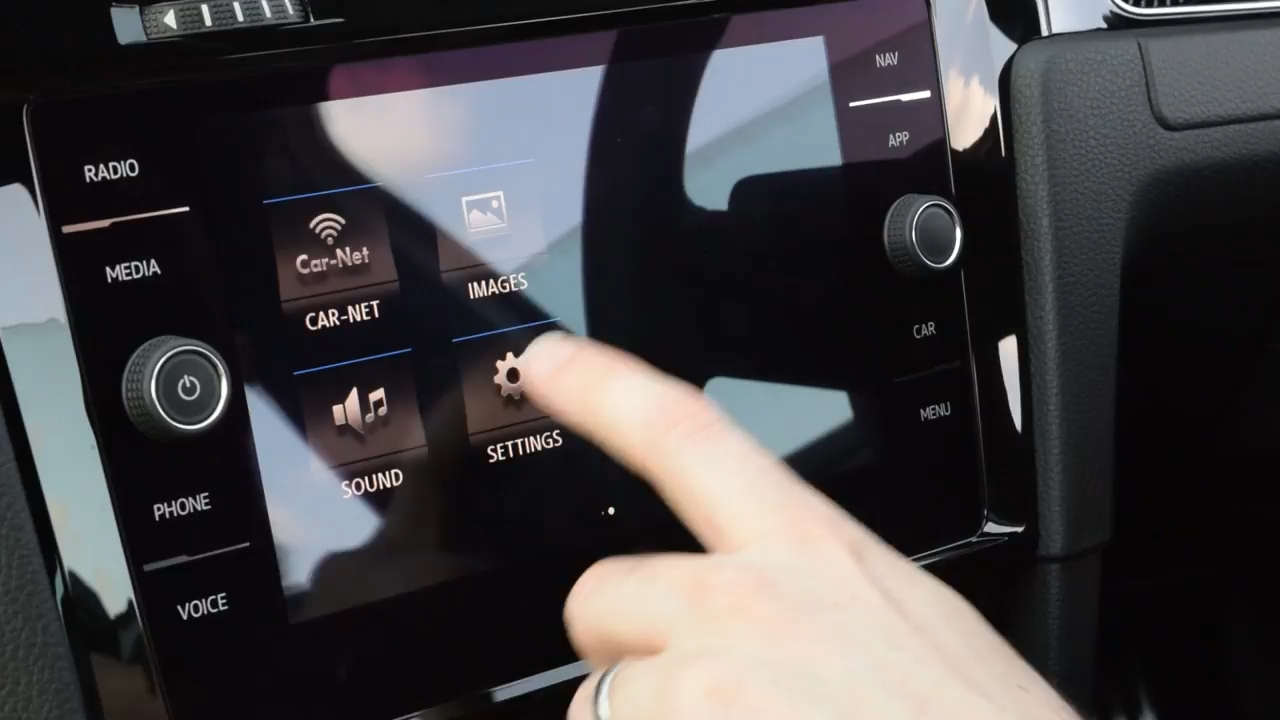 RADIO
MEDIA
PHONE
VOICE
Car-Net
CAR-NET
IMAGES
SOUND
SETTINGS
NAV
APP
CAR
MENU